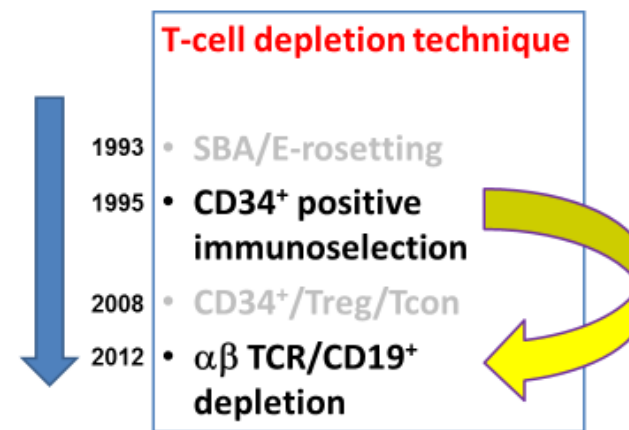 T-cell depletion technique
1993 • SBA/E-rosetting
1995 • CD34⁺ positive
immunoselection
2008 • CD34⁺/Treg/Tcon
2012 • αβ TCR/CD19⁺
depletion